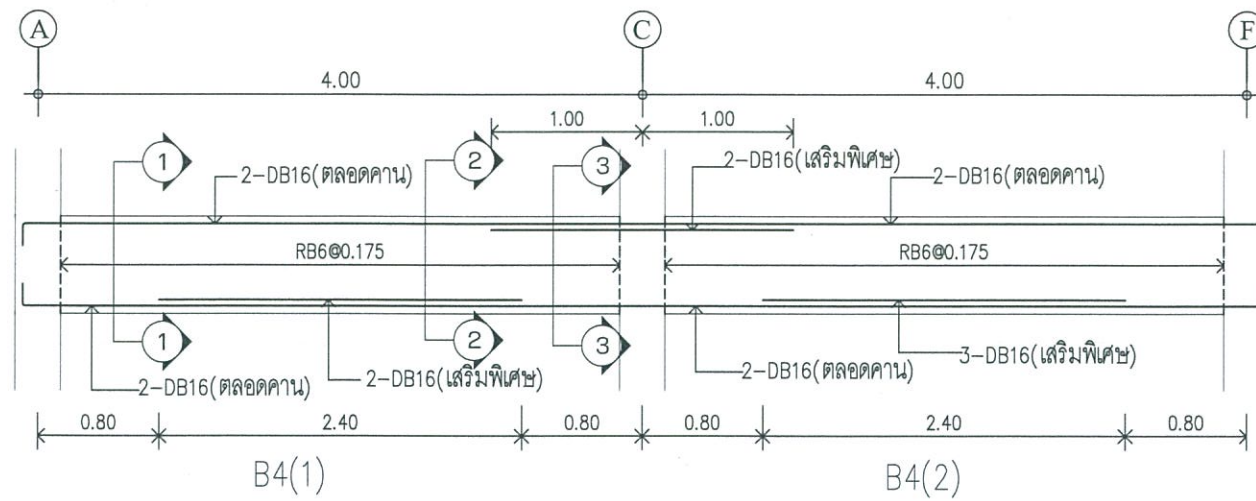 A C F
4.00 4.00
1.00 1.00
1 2 3
2-DB16(เสริมพิเศษ)
2-DB16(ตลอดคาน) 2-DB16(ตลอดคาน)
RB6@0.175 RB6@0.175
1 2 3
3-DB16(เสริมพิเศษ)
2-DB16(ตลอดคาน) 2-DB16(เสริมพิเศษ) 2-DB16(ตลอดคาน)
0.80 2.40 0.80 0.80 2.40 0.80
B4(1) B4(2)